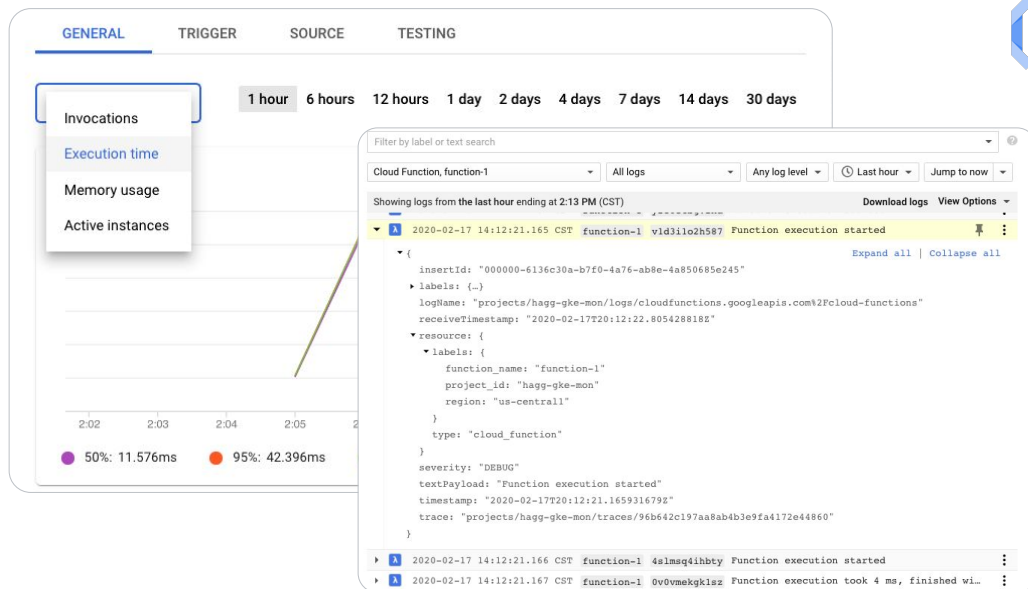 GENERAL TRIGGER SOURCE TESTING
1 hour 6 hours 12 hours 1 day 2 days 4 days 7 days 14 days 30 days
Invocations
Execution time
Memory usage
Active instances
2:02 2:03 2:04 2:05
50%: 11.576ms 95%: 42.396ms
Filter by label or text search
Cloud Function, function-1 All logs Any log level Last hour Jump to now
Showing logs from the last hour ending at 2:13 PM (CST) Download logs View Options
2020-02-17 14:12:21.165 CST function-1 vld3ilo2h587 Function execution started
Expand all | Collapse all
{
insertId: "000000-6136c30a-b7f0-4a76-ab8e-4a850685e245"
labels: {…}
logName: "projects/hagg-gke-mon/logs/cloudfunctions.googleapis.com%2Fcloud-functions"
receiveTimestamp: "2020-02-17T20:12:22.805428818Z"
resource: {
labels: {
function_name: "function-1"
project_id: "hagg-gke-mon"
region: "us-central1"
}
type: "cloud_function"
}
severity: "DEBUG"
textPayload: "Function execution started"
timestamp: "2020-02-17T20:12:21.165931679Z"
trace: "projects/hagg-gke-mon/traces/96b642c197aa8ab4b3e9fa4172e44860"
}
2020-02-17 14:12:21.166 CST function-1 4slmsq4ihbty Function execution started
2020-02-17 14:12:21.167 CST function-1 0v0vmekgklsz Function execution took 4 ms, finished wi…